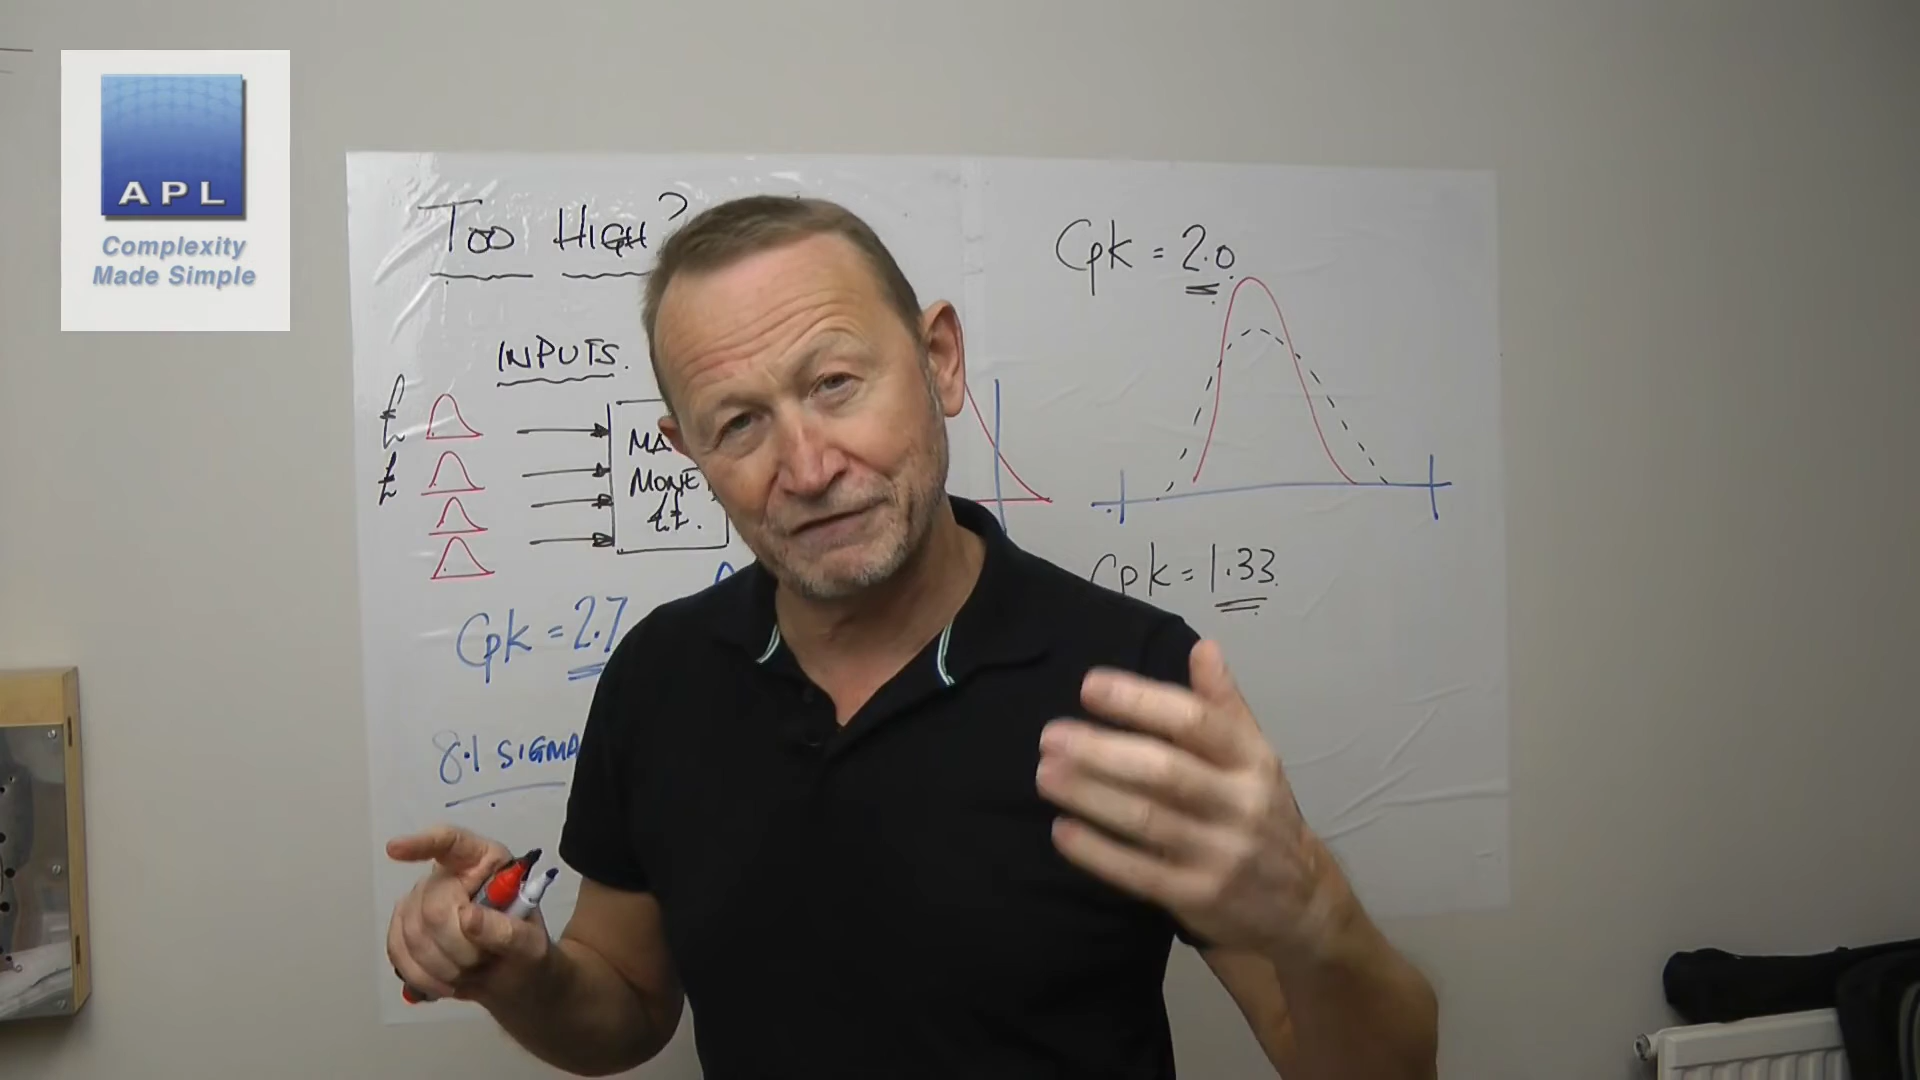 APL
Complexity
Made Simple
Too HIGH?
INPUTS.
£
£
MONEY
££.
Cpk = 2.7
8.1 SIGMA
Cpk = 2.0
Cpk = 1.33